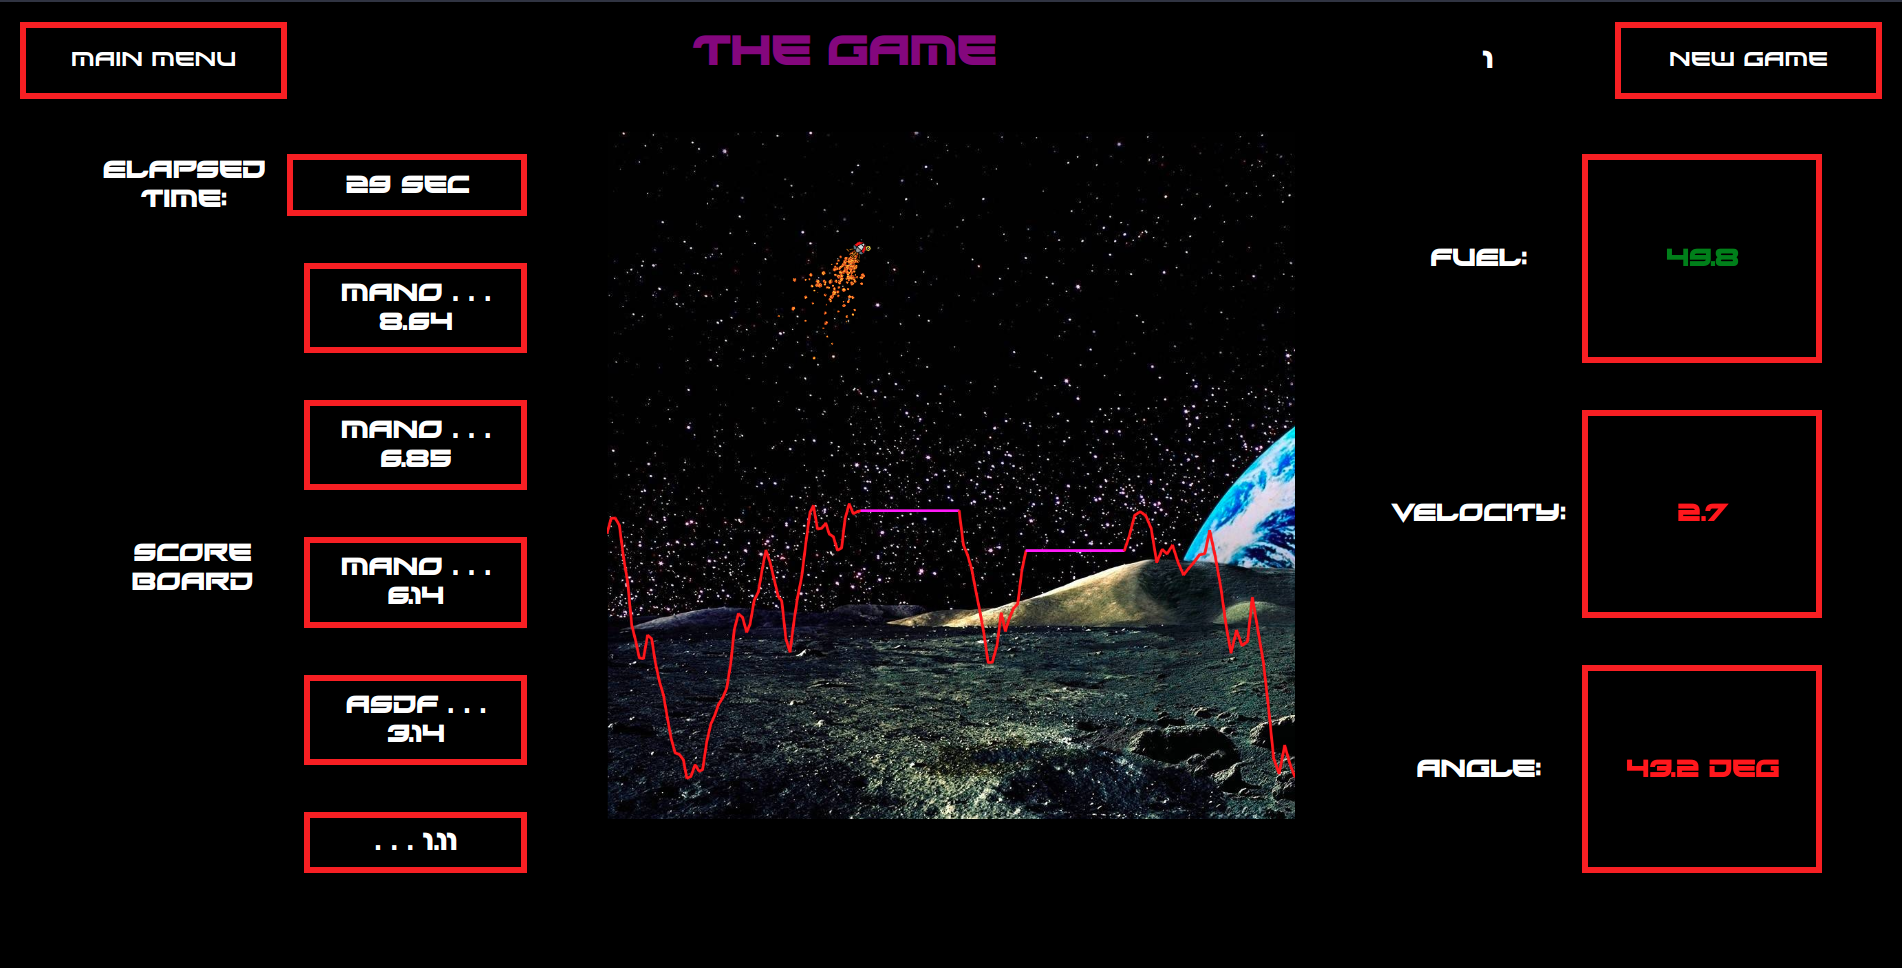 MAIN MENU
THE GAME
1
NEW GAME
ELAPSED
TIME:
29 SEC
MANO . . .
8.64
MANO . . .
6.85
SCORE
BOARD
MANO . . .
6.14
ASDF . . .
3.14
. . . 1.11
FUEL:
49.8
VELOCITY:
2.7
ANGLE:
43.2 DEG